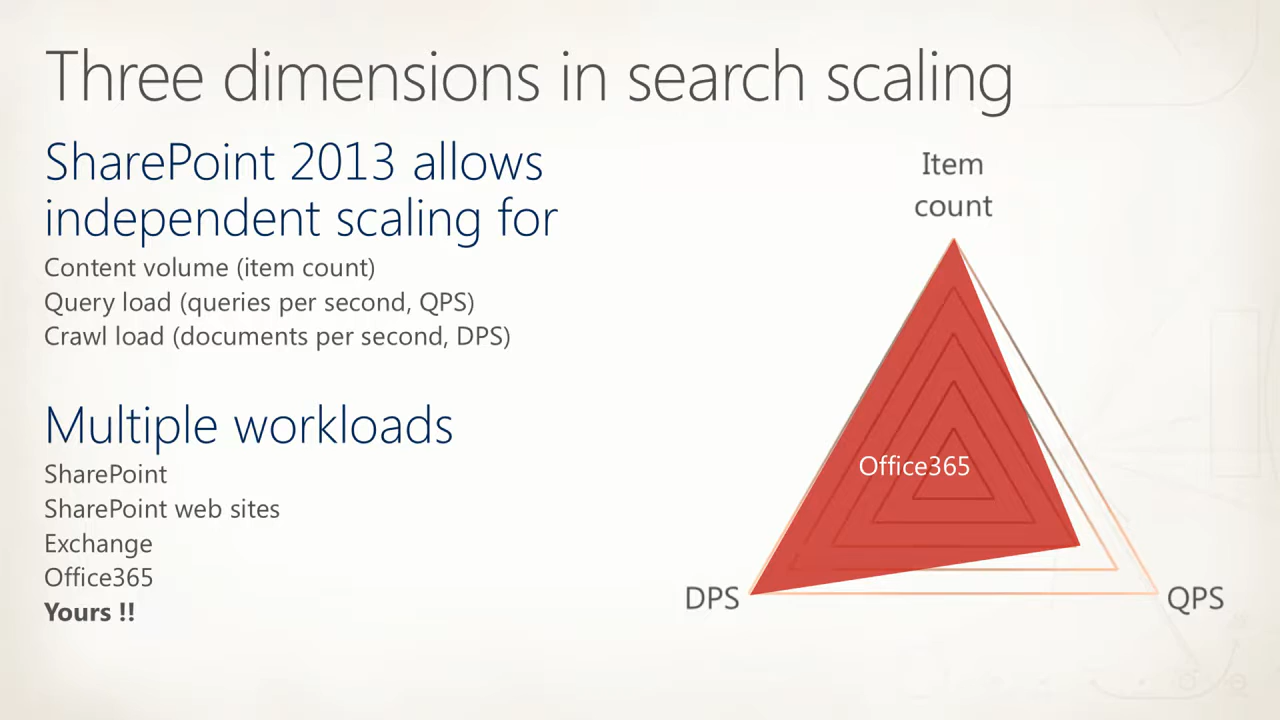 Three dimensions in search scaling
SharePoint 2013 allows
independent scaling for
Content volume (item count)
Query load (queries per second, QPS)
Crawl load (documents per second, DPS)
Multiple workloads
SharePoint
SharePoint web sites
Exchange
Office365
Yours !!
Item
count
Office365
DPS
QPS